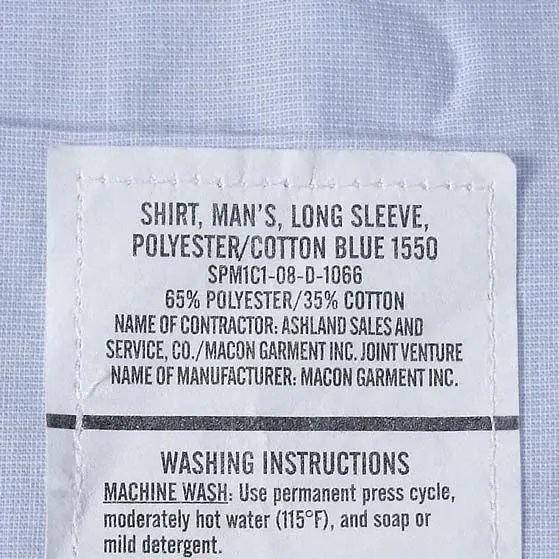 SHIRT, MAN'S, LONG SLEEVE,
POLYESTER/COTTON BLUE 1550
SPM1C1-08-D-1066
65% POLYESTER/35% COTTON
NAME OF CONTRACTOR: ASHLAND SALES AND
SERVICE, CO./MACON GARMENT INC. JOINT VENTURE
NAME OF MANUFACTURER: MACON GARMENT INC.
WASHING INSTRUCTIONS
MACHINE WASH: Use permanent press cycle,
moderately hot water (115°F), and soap or
mild detergent.